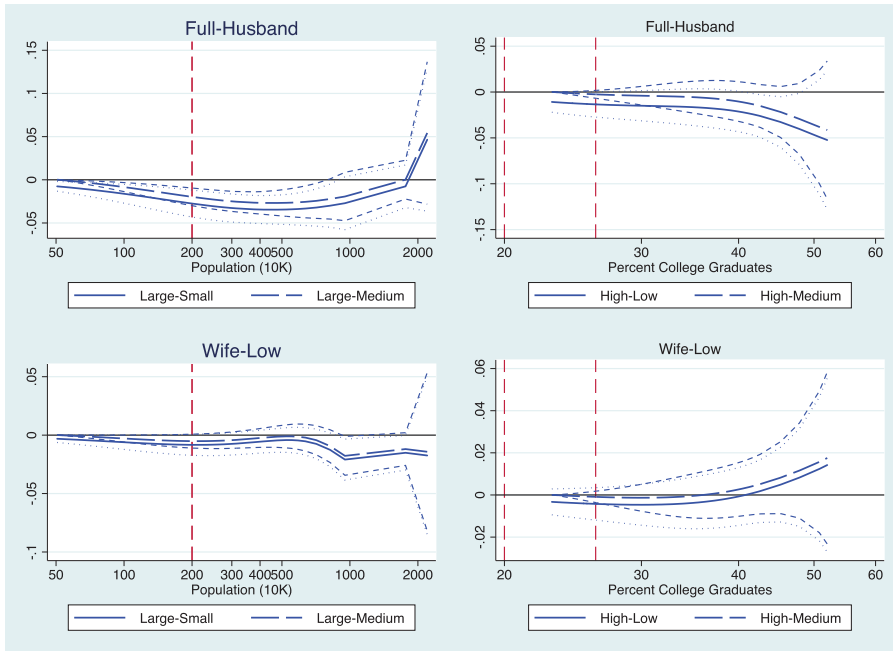 Full-Husband
.15
.1
.05
0
-.05
50 100 200 300 400500 1000 2000
Population (10K)
Large-Small Large-Medium
Full-Husband
.05
0
-.05
-.1
-.15
20 30 40 50 60
Percent College Graduates
High-Low High-Medium
Wife-Low
.05
0
-.05
-.1
50 100 200 300 400500 1000 2000
Population (10K)
Large-Small Large-Medium
Wife-Low
.06
.04
.02
0
-.02
20 30 40 50 60
Percent College Graduates
High-Low High-Medium